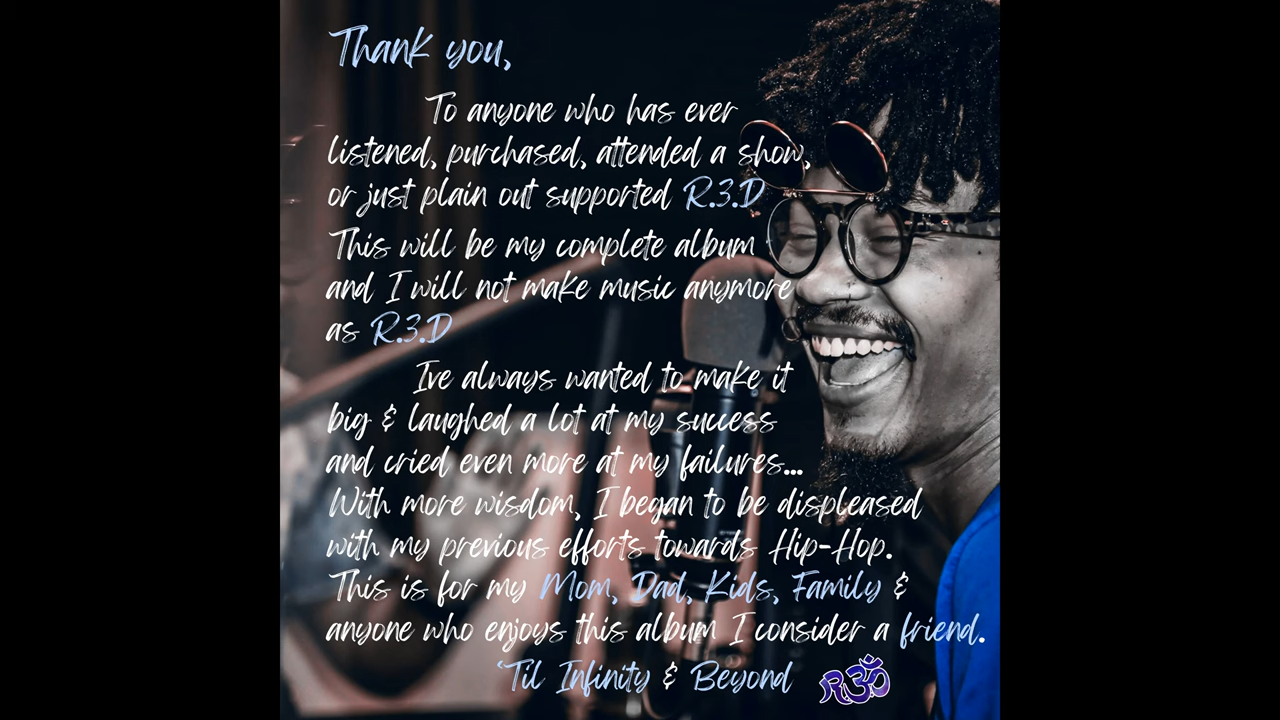 Thank you,
To anyone who has ever
listened, purchased, attended a show,
or just plain out supported R.3.D
This will be my complete album
and I will not make music anymore
as R.3.D
Ive always wanted to make it
big & laughed a lot at my success
and cried even more at my failures...
With more wisdom, I began to be displeased
with my previous efforts towards Hip-Hop.
This is for my Mom, Dad, Kids, Family &
anyone who enjoys this album I consider a friend.
'Til Infinity & Beyond
R3ॐ